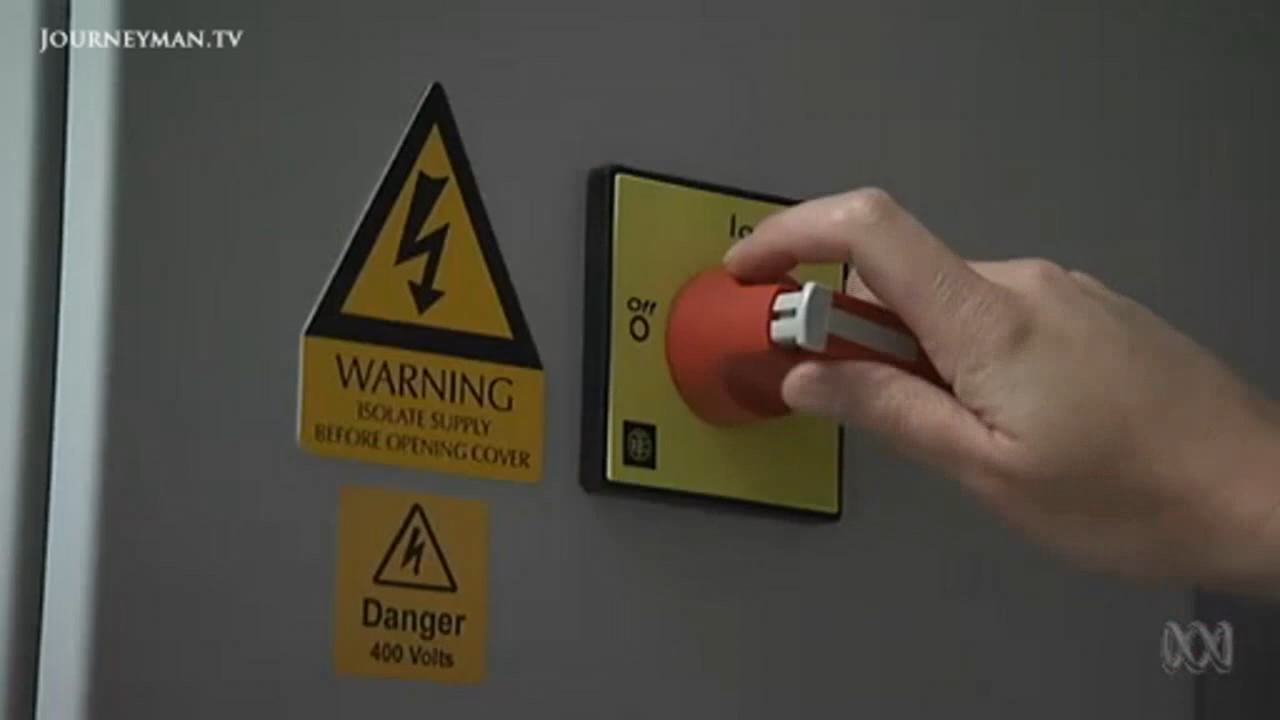 JOURNEYMAN.TV
WARNING
ISOLATE SUPPLY
BEFORE OPENING COVER
Off
O
Danger
400 Volts